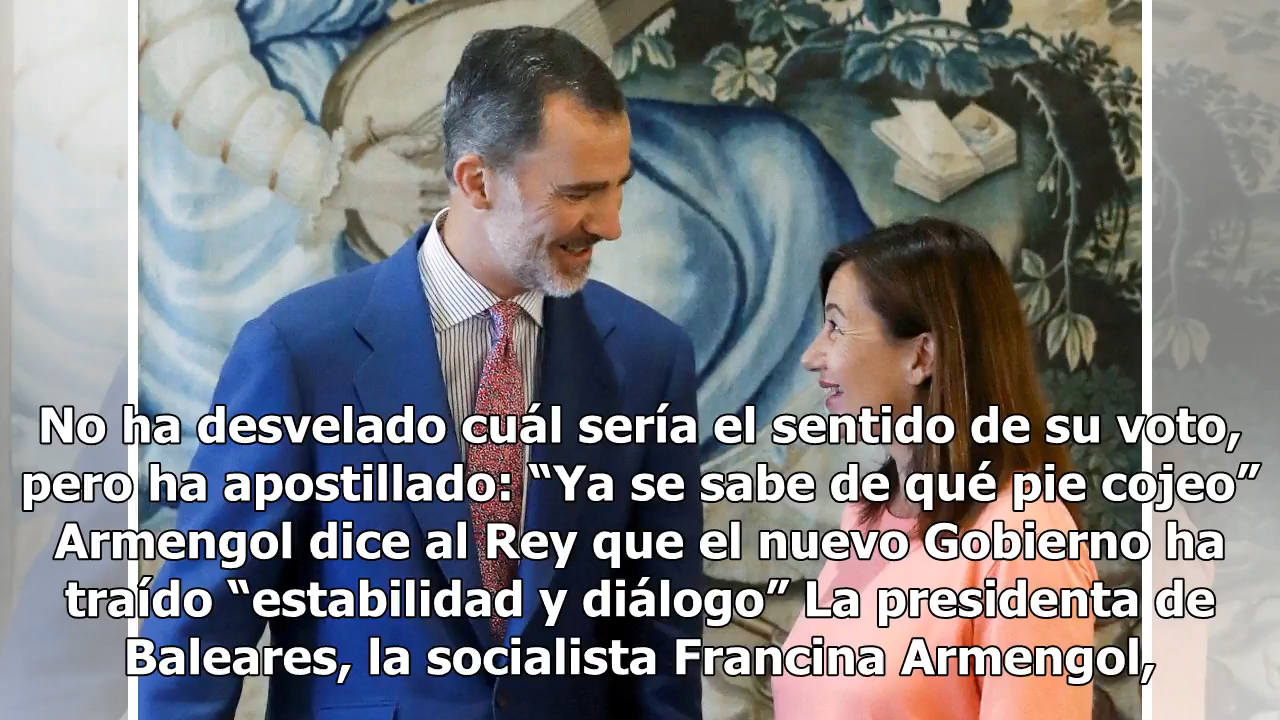 No ha desvelado cuál sería el sentido de su voto,
pero ha apostillado: “Ya se sabe de qué pie cojeo”
Armengol dice al Rey que el nuevo Gobierno ha
traído “estabilidad y diálogo” La presidenta de
Baleares, la socialista Francina Armengol,